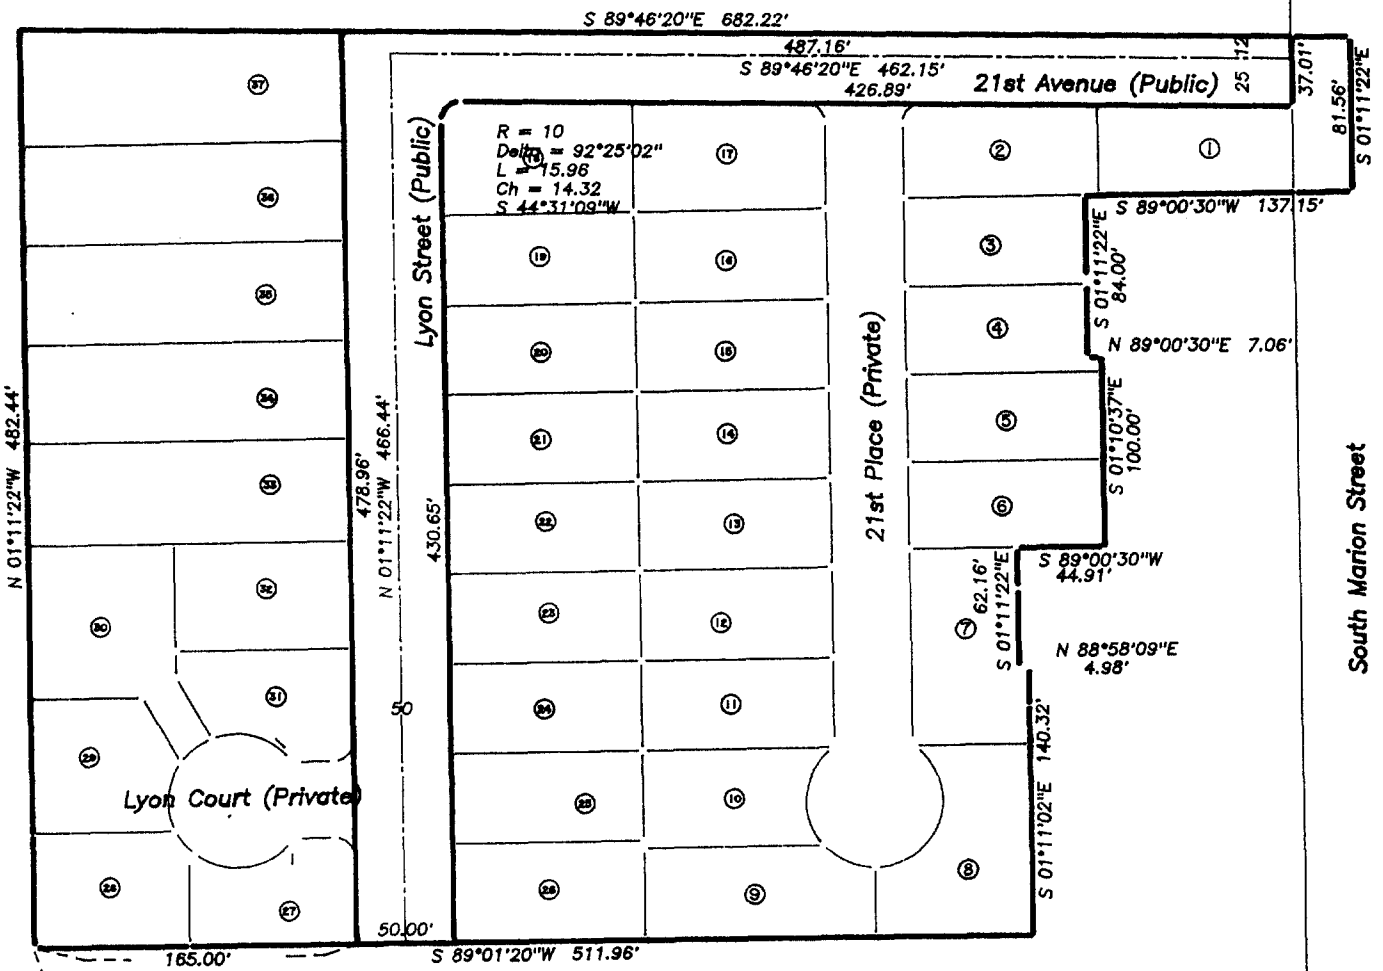 S 89°46'20"E 682.22'
487.16'
S 89°46'20"E 462.15'
426.89'
21st Avenue (Public)
12
25
37.01'
81.56'
S 01°11'22"E
37
R = 10
Delta = 92°25'02"
L = 15.96
Ch = 14.32
S 44°31'09"W
17
2
1
Lyon Street (Public)
36
S 89°00'30"W 137.15'
19
16
3
S 01°11'22"E
84.00'
35
4
20
15
N 89°00'30"E 7.06'
21st Place (Private)
34
21
14
5
S 01°10'37"E
100.00'
N 01°11'22"W 482.44'
478.96'
N 01°11'22"W 466.44'
430.65'
33
22
13
6
S 89°00'30"W
44.91'
South Marion Street
32
30
23
12
7
62.16'
S 01°11'22"E
N 88°58'09"E
4.98'
31
50
24
11
29
Lyon Court (Private)
25
10
S 01°11'02"E 140.32'
28
27
26
9
8
50.00'
165.00'
S 89°01'20"W 511.96'